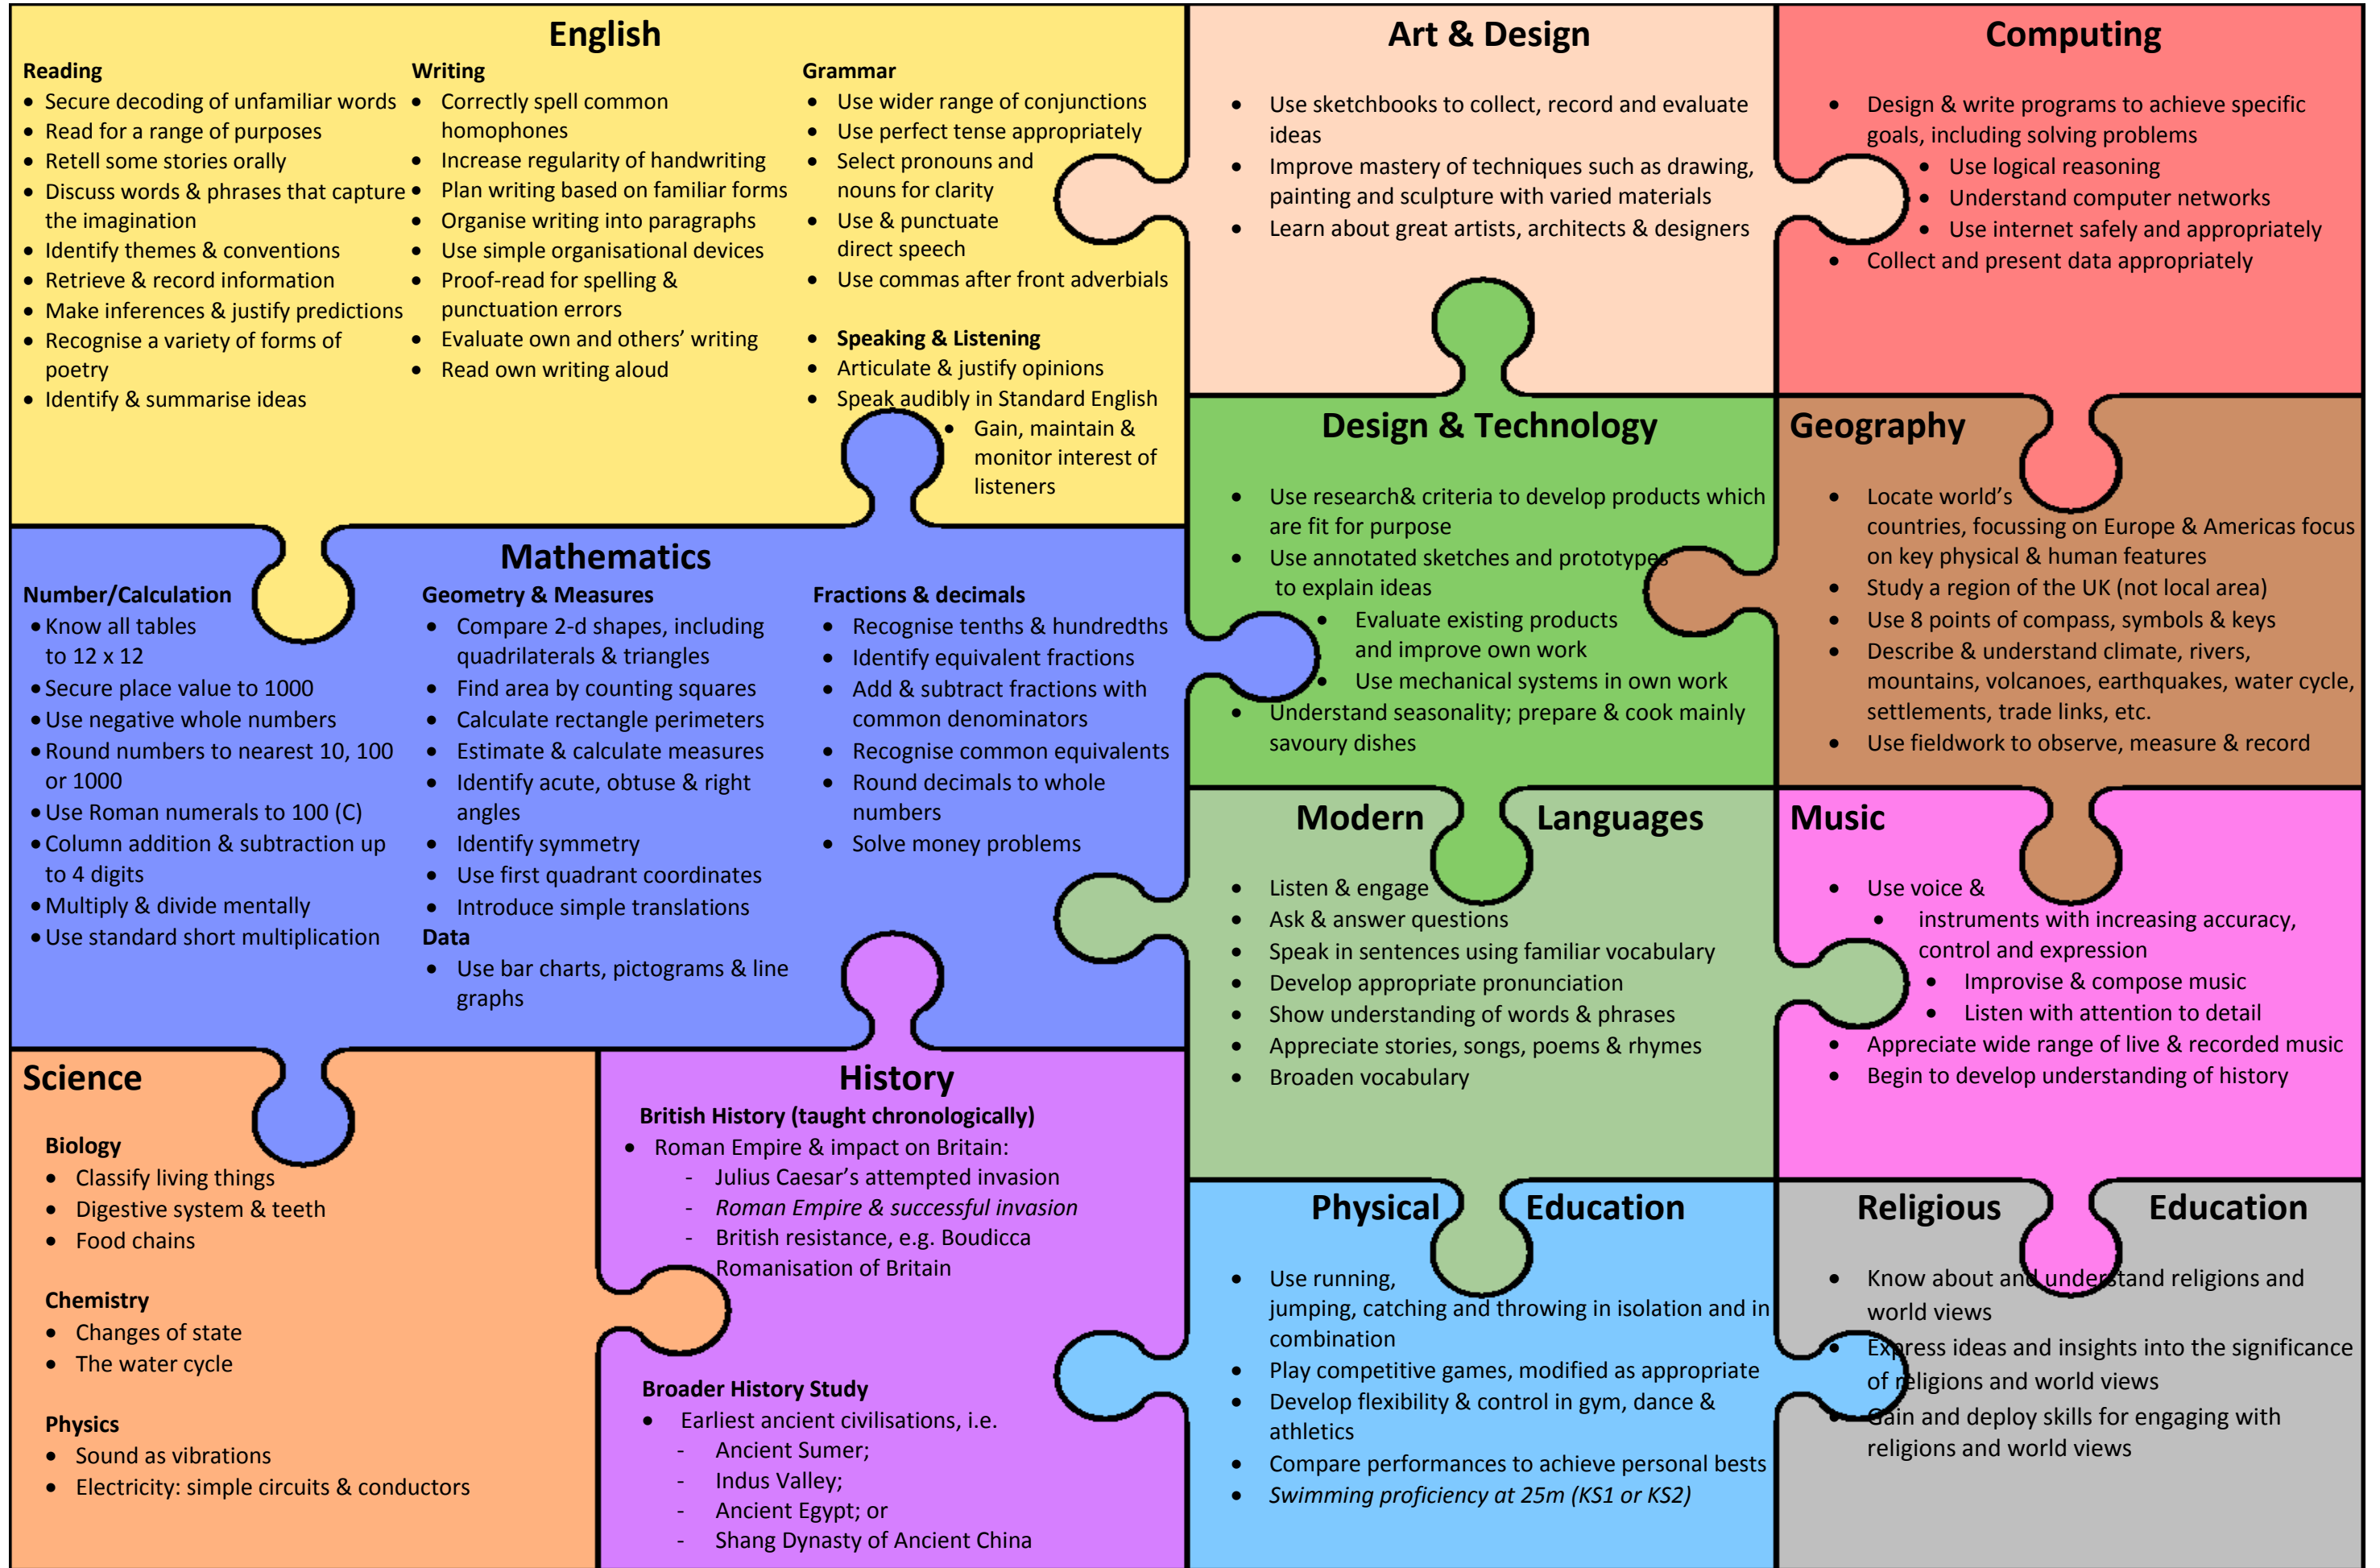 English
Reading
• Secure decoding of unfamiliar words
• Read for a range of purposes
• Retell some stories orally
• Discuss words & phrases that capture
the imagination
• Identify themes & conventions
• Retrieve & record information
• Make inferences & justify predictions
• Recognise a variety of forms of
poetry
• Identify & summarise ideas
Writing
• Correctly spell common
homophones
• Increase regularity of handwriting
• Plan writing based on familiar forms
• Organise writing into paragraphs
• Use simple organisational devices
• Proof-read for spelling &
punctuation errors
• Evaluate own and others’ writing
• Read own writing aloud
Grammar
• Use wider range of conjunctions
• Use perfect tense appropriately
• Select pronouns and
nouns for clarity
• Use & punctuate
direct speech
• Use commas after front adverbials
• Speaking & Listening
• Articulate & justify opinions
• Speak audibly in Standard English
• Gain, maintain &
monitor interest of
listeners
Art & Design
• Use sketchbooks to collect, record and evaluate
ideas
• Improve mastery of techniques such as drawing,
painting and sculpture with varied materials
• Learn about great artists, architects & designers
Computing
• Design & write programs to achieve specific
goals, including solving problems
• Use logical reasoning
• Understand computer networks
• Use internet safely and appropriately
• Collect and present data appropriately
Design & Technology
• Use research& criteria to develop products which
are fit for purpose
• Use annotated sketches and prototypes
to explain ideas
• Evaluate existing products
and improve own work
• Use mechanical systems in own work
• Understand seasonality; prepare & cook mainly
savoury dishes
Geography
• Locate world’s
countries, focussing on Europe & Americas focus
on key physical & human features
• Study a region of the UK (not local area)
• Use 8 points of compass, symbols & keys
• Describe & understand climate, rivers,
mountains, volcanoes, earthquakes, water cycle,
settlements, trade links, etc.
• Use fieldwork to observe, measure & record
Mathematics
Number/Calculation
• Know all tables
to 12 x 12
• Secure place value to 1000
• Use negative whole numbers
• Round numbers to nearest 10, 100
or 1000
• Use Roman numerals to 100 (C)
• Column addition & subtraction up
to 4 digits
• Multiply & divide mentally
• Use standard short multiplication
Geometry & Measures
• Compare 2-d shapes, including
quadrilaterals & triangles
• Find area by counting squares
• Calculate rectangle perimeters
• Estimate & calculate measures
• Identify acute, obtuse & right
angles
• Identify symmetry
• Use first quadrant coordinates
• Introduce simple translations
Data
• Use bar charts, pictograms & line
graphs
Fractions & decimals
• Recognise tenths & hundredths
• Identify equivalent fractions
• Add & subtract fractions with
common denominators
• Recognise common equivalents
• Round decimals to whole
numbers
• Solve money problems
Modern Languages
• Listen & engage
• Ask & answer questions
• Speak in sentences using familiar vocabulary
• Develop appropriate pronunciation
• Show understanding of words & phrases
• Appreciate stories, songs, poems & rhymes
• Broaden vocabulary
Music
• Use voice &
• instruments with increasing accuracy,
control and expression
• Improvise & compose music
• Listen with attention to detail
• Appreciate wide range of live & recorded music
• Begin to develop understanding of history
Science
Biology
• Classify living things
• Digestive system & teeth
• Food chains
Chemistry
• Changes of state
• The water cycle
Physics
• Sound as vibrations
• Electricity: simple circuits & conductors
History
British History (taught chronologically)
• Roman Empire & impact on Britain:
- Julius Caesar’s attempted invasion
- Roman Empire & successful invasion
- British resistance, e.g. Boudicca
Romanisation of Britain
Broader History Study
• Earliest ancient civilisations, i.e.
- Ancient Sumer;
- Indus Valley;
- Ancient Egypt; or
- Shang Dynasty of Ancient China
Physical Education
• Use running,
jumping, catching and throwing in isolation and in
combination
• Play competitive games, modified as appropriate
• Develop flexibility & control in gym, dance &
athletics
• Compare performances to achieve personal bests
• Swimming proficiency at 25m (KS1 or KS2)
Religious Education
• Know about and understand religions and
world views
• Express ideas and insights into the significance
of religions and world views
• Gain and deploy skills for engaging with
religions and world views